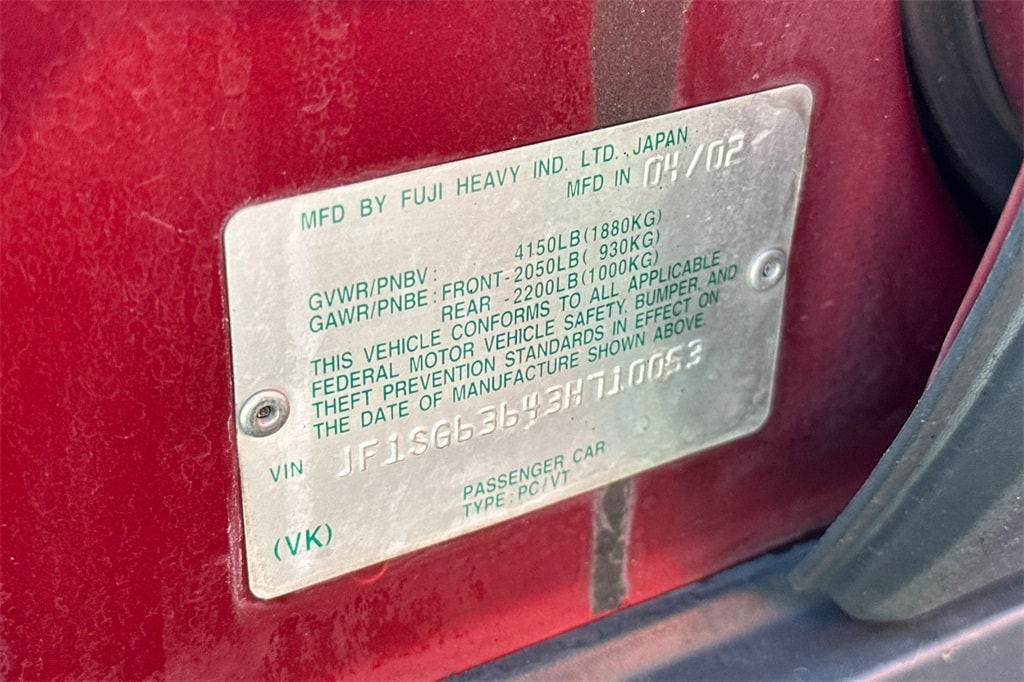 MFD BY FUJI HEAVY IND. LTD. JAPAN
MFD IN 04/02
GVWR/PNBV: 4150LB(1880KG)
GAWR/PNBE: FRONT-2050LB( 930KG)
REAR -2200LB(1000KG)
THIS VEHICLE CONFORMS TO ALL APPLICABLE
FEDERAL MOTOR VEHICLE SAFETY, BUMPER, AND
THEFT PREVENTION STANDARDS IN EFFECT ON
THE DATE OF MANUFACTURE SHOWN ABOVE.
VIN JF1SG63643H710053
PASSENGER CAR
TYPE: PC/VT
(VK)